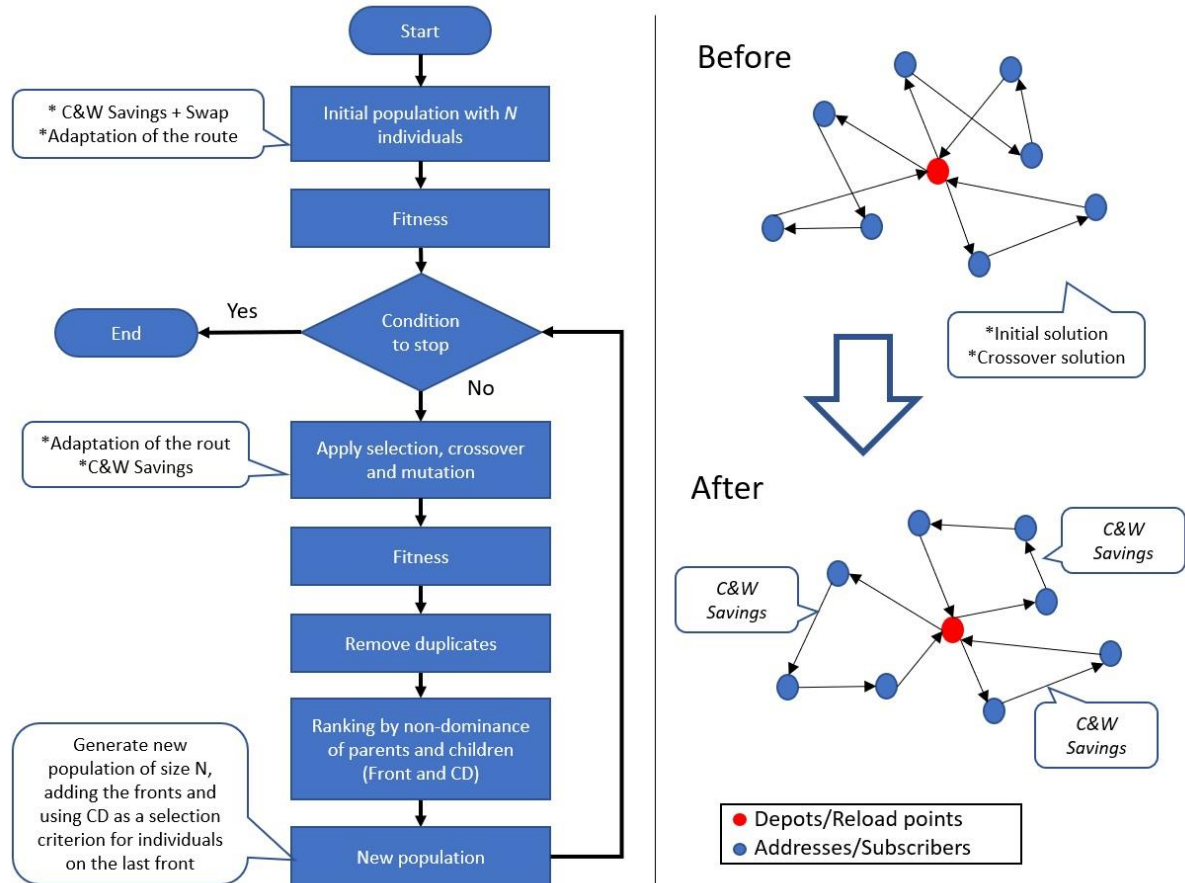 Start
* C&W Savings + Swap
*Adaptation of the route
Initial population with N
individuals
Fitness
Condition
to stop
Yes
End
No
*Adaptation of the rout
*C&W Savings
Apply selection, crossover
and mutation
Fitness
Remove duplicates
Ranking by non-dominance
of parents and children
(Front and CD)
Generate new
population of size N,
adding the fronts and
using CD as a selection
criterion for individuals
on the last front
New population
Before
*Initial solution
*Crossover solution
After
C&W
Savings
C&W
Savings
C&W
Savings
Depots/Reload points
Addresses/Subscribers